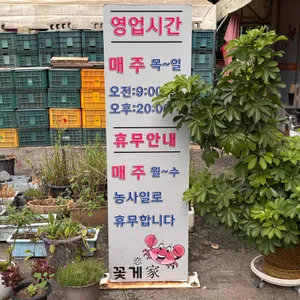 영업시간
매 주 목~일
오전:9:00
오후:20:00
휴무안내
매 주 월~수
농사일로
휴무합니다
恋
꽃게 家